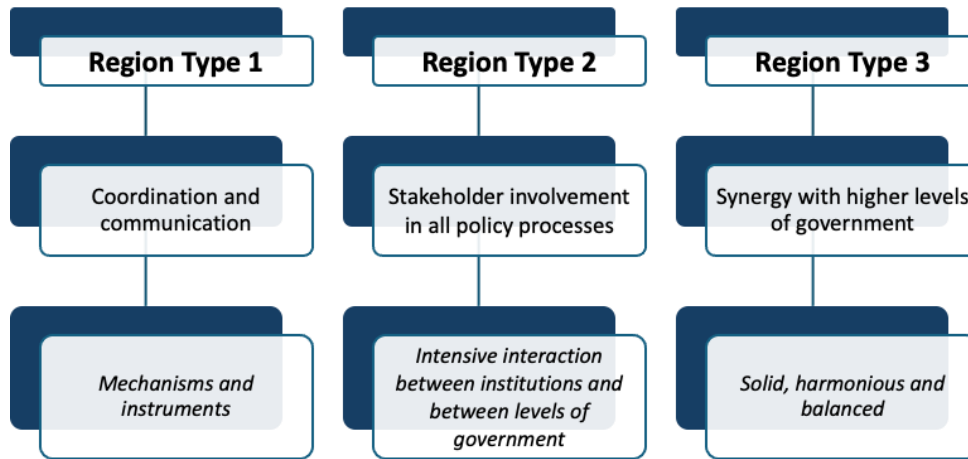 Region Type 1
Region Type 2
Region Type 3
Coordination and
communication
Stakeholder involvement
in all policy processes
Synergy with higher levels
of government
Mechanisms and
instruments
Intensive interaction
between institutions and
between levels of
government
Solid, harmonious and
balanced